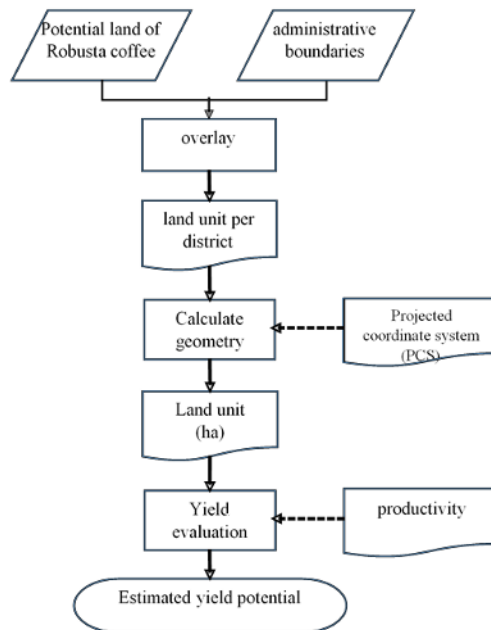 Potential land of
Robusta coffee
administrative
boundaries
overlay
land unit per
district
Calculate
geometry
Projected
coordinate system
(PCS)
Land unit
(ha)
Yield
evaluation
productivity
Estimated yield potential